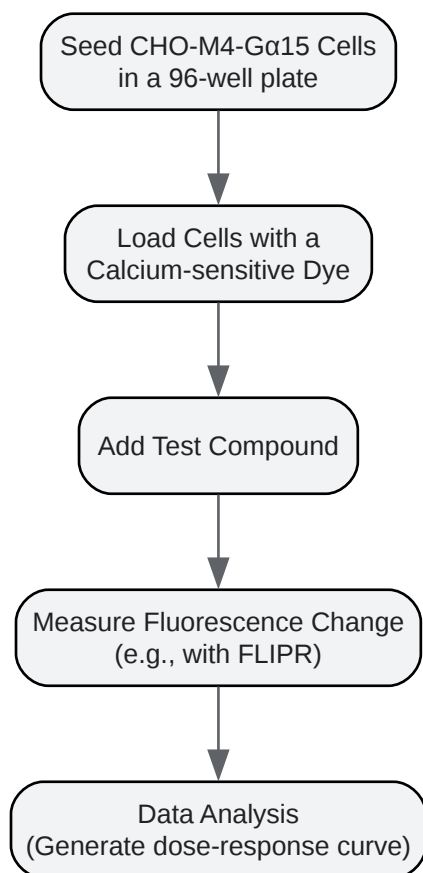 Seed CHO-M4-Gα15 Cells
in a 96-well plate
Load Cells with a
Calcium-sensitive Dye
Add Test Compound
Measure Fluorescence Change
(e.g., with FLIPR)
Data Analysis
(Generate dose-response curve)